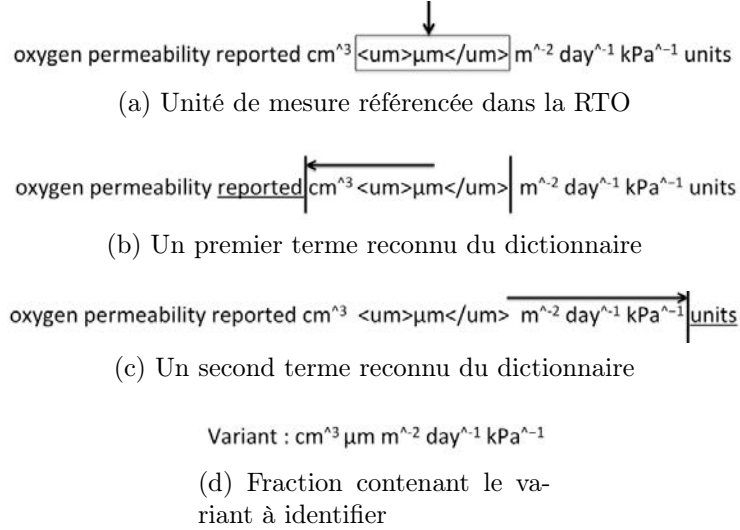 oxygen permeability reported cm^3 <um>µm</um> m^-2 day^-1 kPa^−1 units
(a) Unité de mesure référencée dans la RTO
oxygen permeability reported cm^3 <um>µm</um> m^-2 day^-1 kPa^−1 units
(b) Un premier terme reconnu du dictionnaire
oxygen permeability reported cm^3 <um>µm</um> m^-2 day^-1 kPa^−1 units
(c) Un second terme reconnu du dictionnaire
Variant : cm^3 µm m^-2 day^-1 kPa^−1
(d) Fraction contenant le va-
riant à identifier